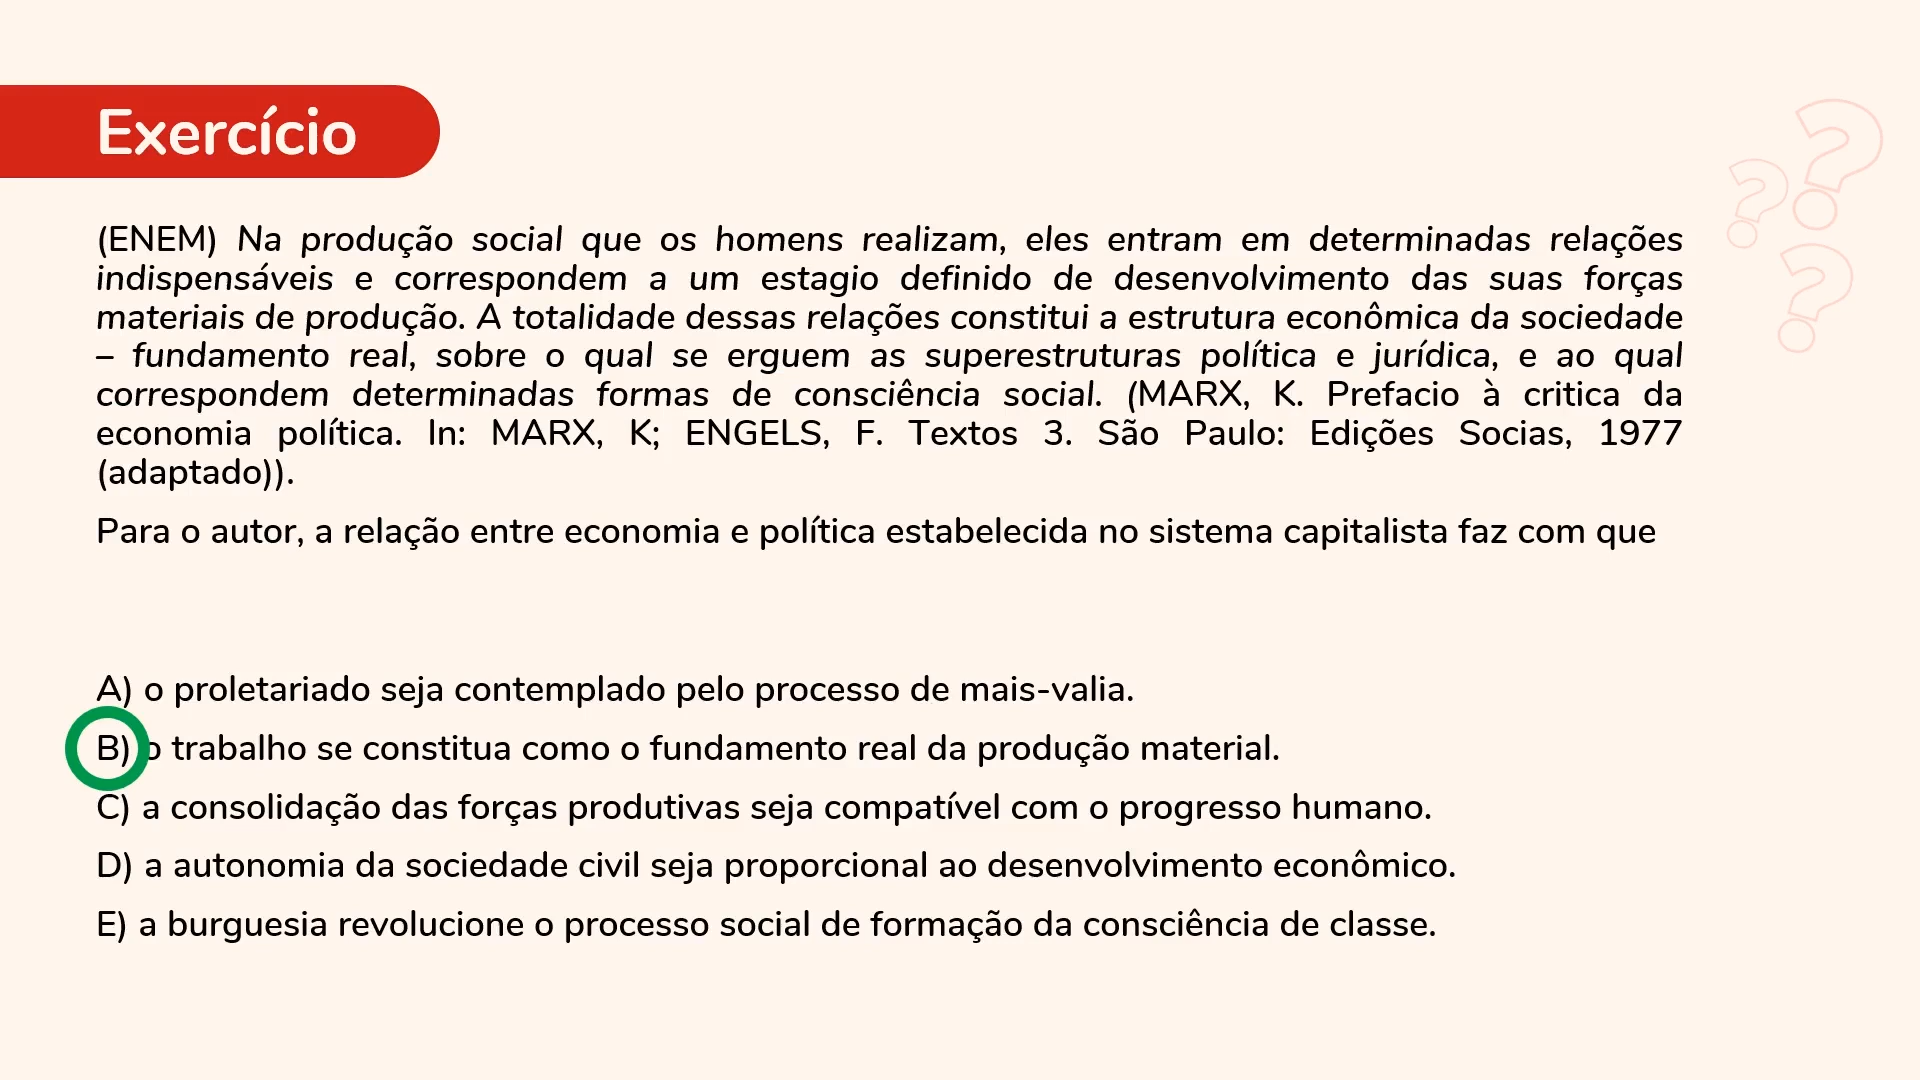 Exercício
(ENEM) Na produção social que os homens realizam, eles entram em determinadas relações
indispensáveis e correspondem a um estagio definido de desenvolvimento das suas forças
materiais de produção. A totalidade dessas relações constitui a estrutura econômica da sociedade
– fundamento real, sobre o qual se erguem as superestruturas política e jurídica, e ao qual
correspondem determinadas formas de consciência social. (MARX, K. Prefacio à critica da
economia política. In: MARX, K; ENGELS, F. Textos 3. São Paulo: Edições Socias, 1977
(adaptado)).
Para o autor, a relação entre economia e política estabelecida no sistema capitalista faz com que
A) o proletariado seja contemplado pelo processo de mais-valia.
B) o trabalho se constitua como o fundamento real da produção material.
C) a consolidação das forças produtivas seja compatível com o progresso humano.
D) a autonomia da sociedade civil seja proporcional ao desenvolvimento econômico.
E) a burguesia revolucione o processo social de formação da consciência de classe.